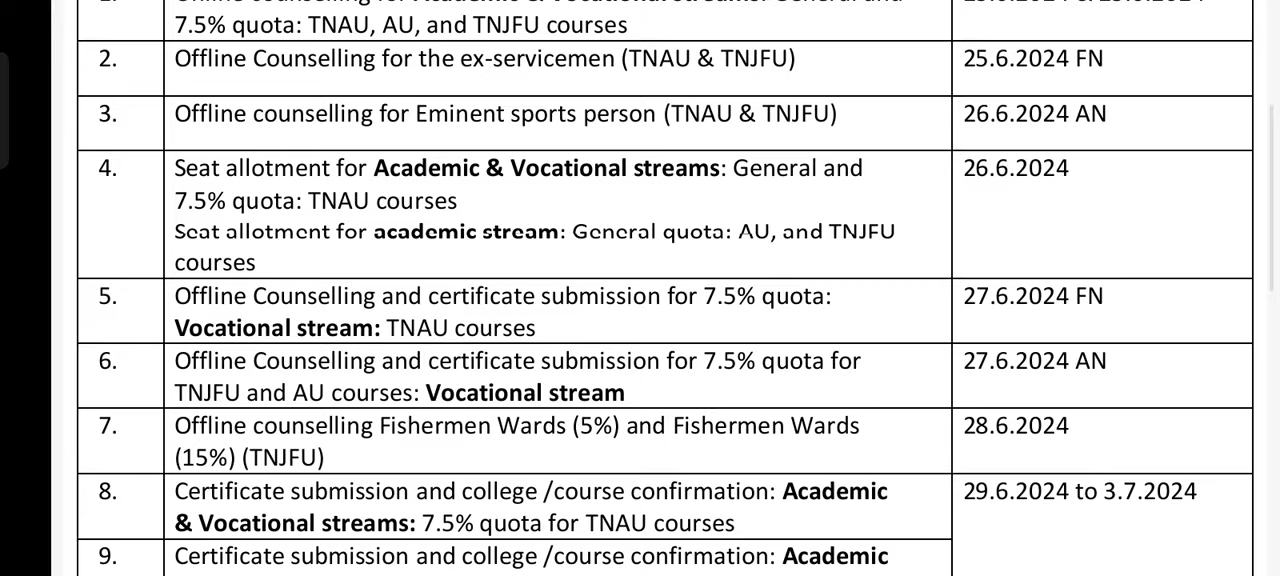 7.5% quota: TNAU, AU, and TNJFU courses
2. Offline Counselling for the ex-servicemen (TNAU & TNJFU) 25.6.2024 FN
3. Offline counselling for Eminent sports person (TNAU & TNJFU) 26.6.2024 AN
4. Seat allotment for Academic & Vocational streams: General and 26.6.2024
7.5% quota: TNAU courses
Seat allotment for academic stream: General quota: AU, and TNJFU
courses
5. Offline Counselling and certificate submission for 7.5% quota: 27.6.2024 FN
Vocational stream: TNAU courses
6. Offline Counselling and certificate submission for 7.5% quota for 27.6.2024 AN
TNJFU and AU courses: Vocational stream
7. Offline counselling Fishermen Wards (5%) and Fishermen Wards 28.6.2024
(15%) (TNJFU)
8. Certificate submission and college /course confirmation: Academic 29.6.2024 to 3.7.2024
& Vocational streams: 7.5% quota for TNAU courses
9. Certificate submission and college /course confirmation: Academic